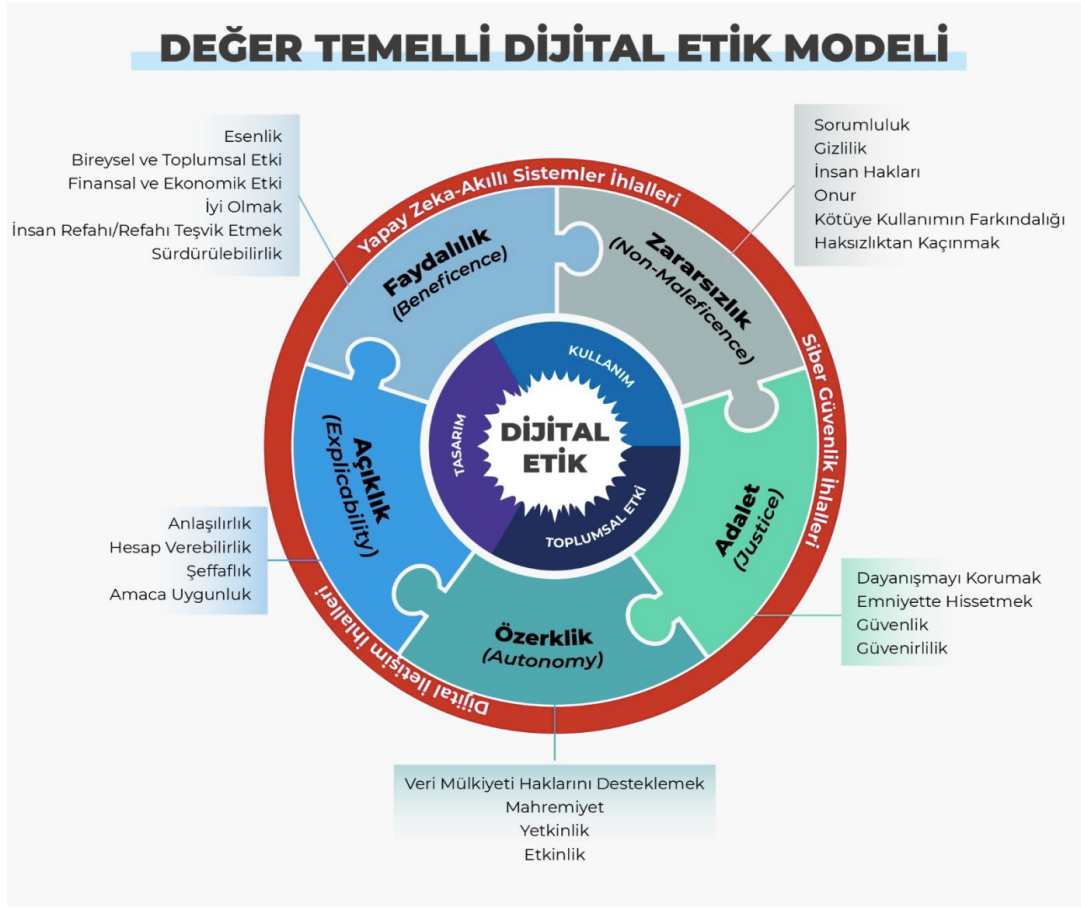 DEĞER TEMELLİ DİJİTAL ETİK MODELİ
Esenlik
Bireysel ve Toplumsal Etki
Finansal ve Ekonomik Etki
İyi Olmak
İnsan Refahı/Refahı Teşvik Etmek
Sürdürülebilirlik
Sorumluluk
Gizlilik
İnsan Hakları
Onur
Kötüye Kullanımın Farkındalığı
Haksızlıktan Kaçınmak
Yapay Zeka-Akıllı Sistemler İhlalleri
Siber Güvenlik İhlalleri
Dijital İletişim İhlalleri
Faydalılık
(Beneficence)
Zararsızlık
(Non-Maleficence)
Açıklık
(Explicability)
Adalet
(Justice)
Özerklik
(Autonomy)
TASARIM
KULLANIM
TOPLUMSAL ETKİ
DİJİTAL
ETİK
Anlaşılırlık
Hesap Verebilirlik
Şeffaflık
Amaca Uygunluk
Dayanışmayı Korumak
Emniyette Hissetmek
Güvenlik
Güvenirlilik
Veri Mülkiyeti Haklarını Desteklemek
Mahremiyet
Yetkinlik
Etkinlik